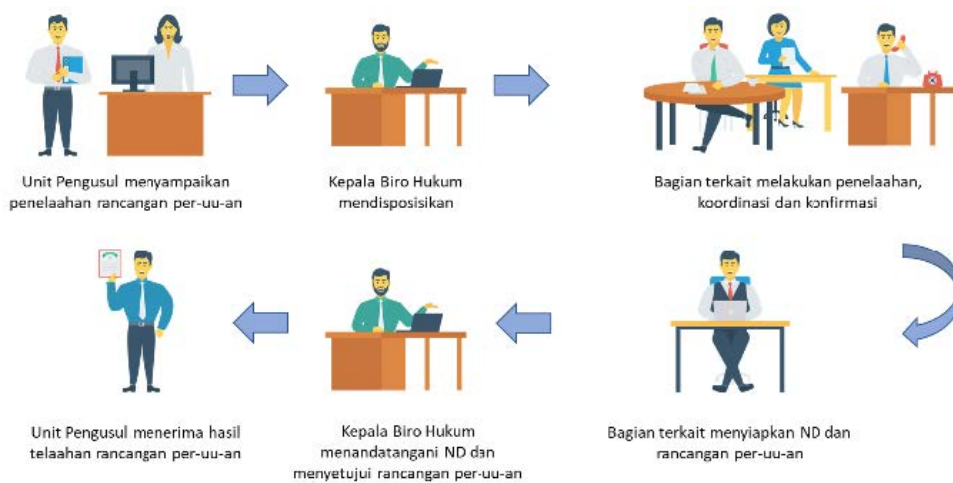 Unit Pengusul menyampaikan
penelaahan rancangan per-uu-an
Kepala Biro Hukum
mendisposisikan
Bagian terkait melakukan penelaahan,
koordinasi dan konfirmasi
Unit Pengusul menerima hasil
telaahan rancangan per-uu-an
Kepala Biro Hukum
menandatangani ND dan
menyetujui rancangan per-uu-an
Bagian terkait menyiapkan ND dan
rancangan per-uu-an